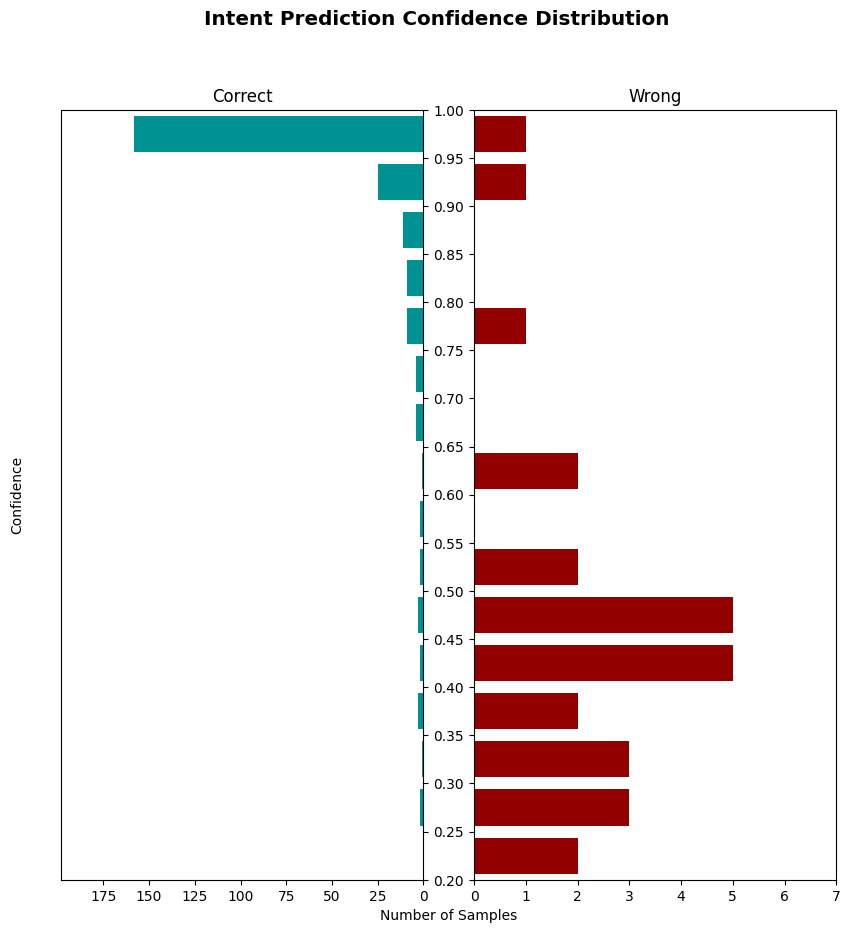 Intent Prediction Confidence Distribution
Correct
Wrong
Confidence
1.00
0.95
0.90
0.85
0.80
0.75
0.70
0.65
0.60
0.55
0.50
0.45
0.40
0.35
0.30
0.25
0.20
175 150 125 100 75 50 25 0
0 1 2 3 4 5 6 7
Number of Samples